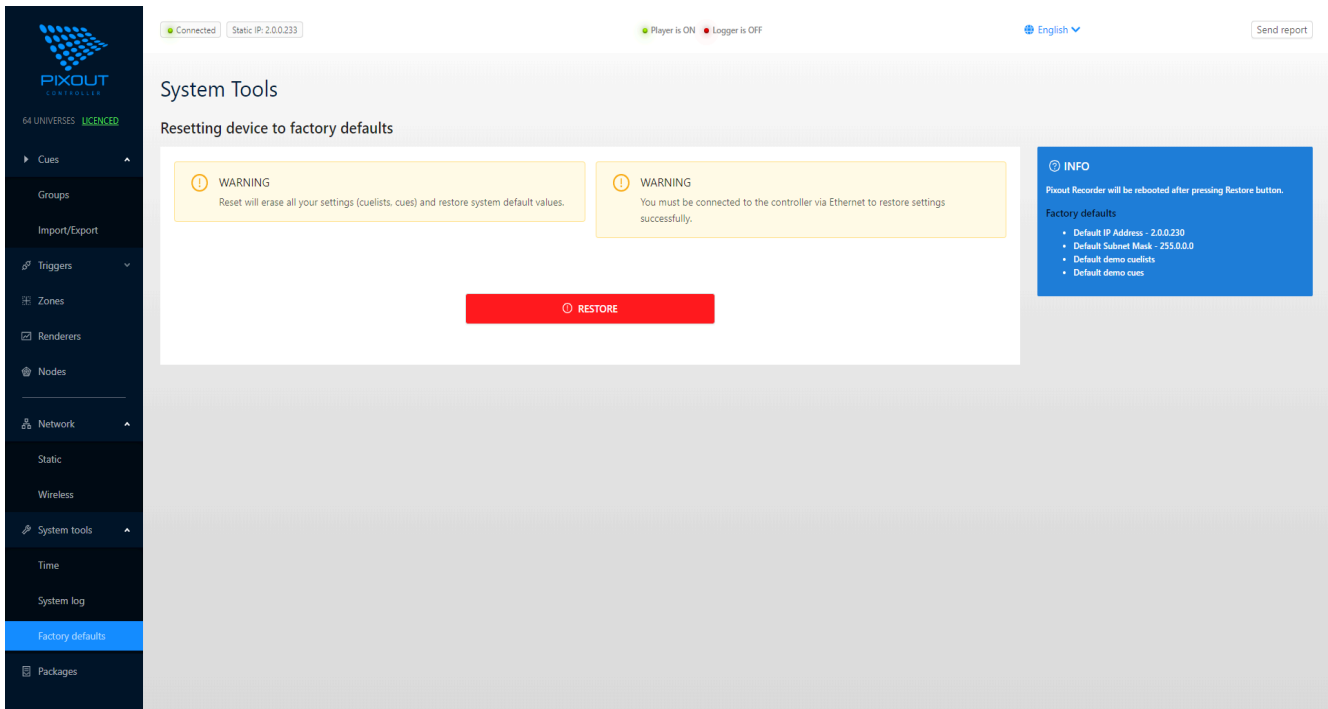 PIXOUT
CONTROLLER
64 UNIVERSES LICENCED
Cues
Groups
Import/Export
Triggers
Zones
Renderers
Nodes
Network
Static
Wireless
System tools
Time
System log
Factory defaults
Packages
Connected
Static IP: 2.0.0.233
Player is ON
Logger is OFF
English
Send report
System Tools
Resetting device to factory defaults
WARNING
Reset will erase all your settings (cuelists, cues) and restore system default values.
WARNING
You must be connected to the controller via Ethernet to restore settings
successfully.
RESTORE
INFO
Pixout Recorder will be rebooted after pressing Restore button.
Factory defaults
• Default IP Address - 2.0.0.230
• Default Subnet Mask - 255.0.0.0
• Default demo cuelists
• Default demo cues